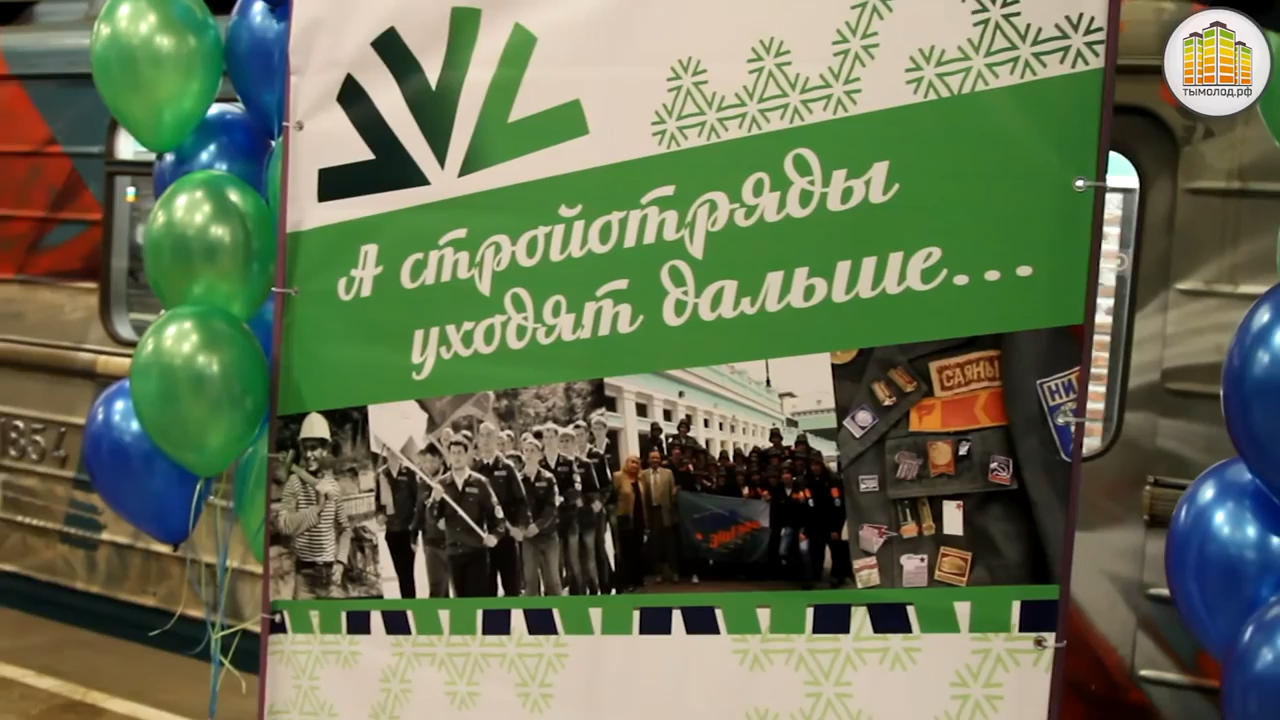 тымолод.рф
А стройотряды
уходят дальше...
САЯНЫ
1854